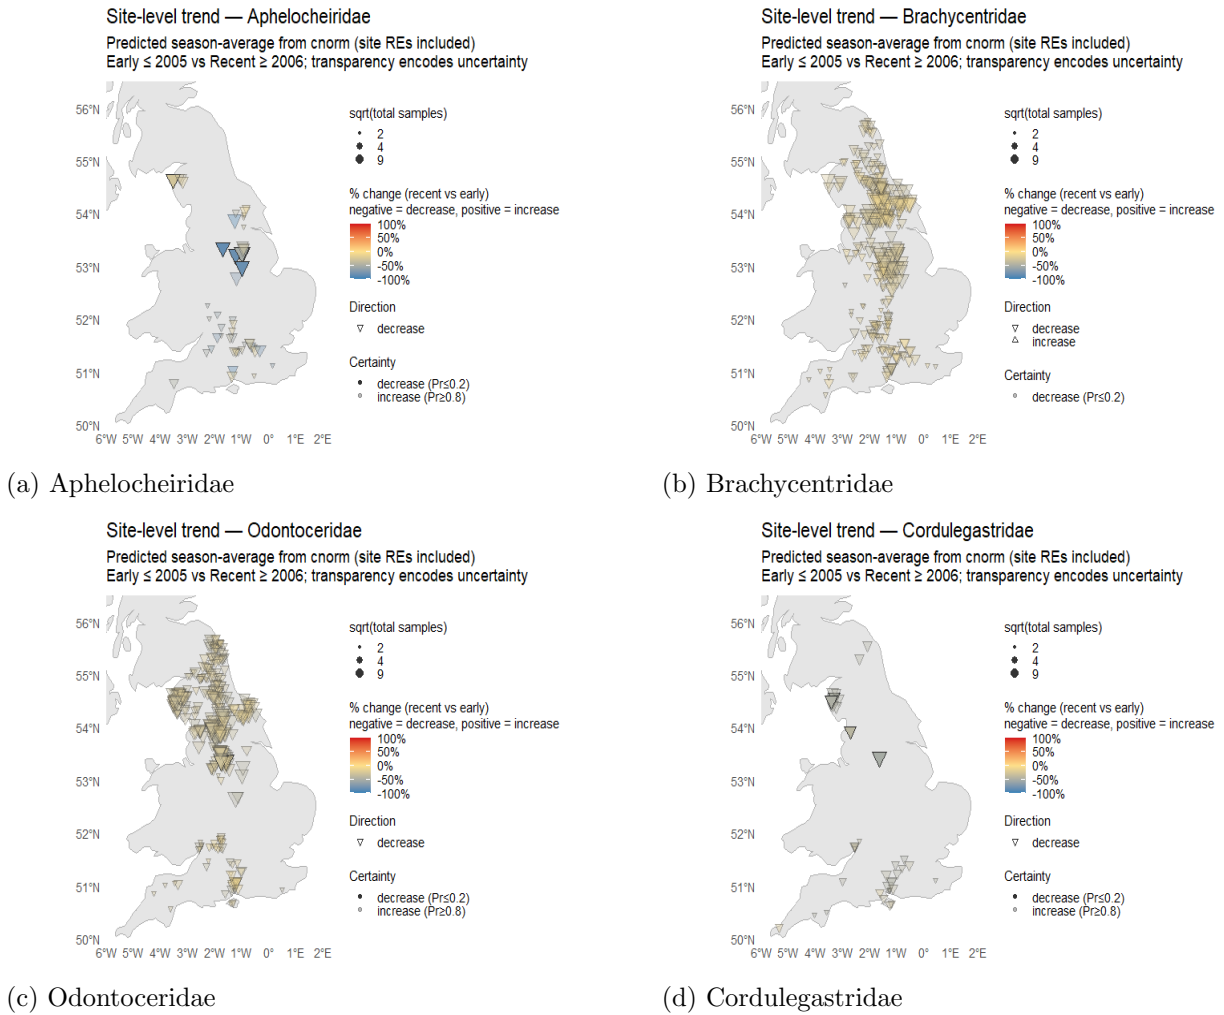 Site-level trend — Aphelocheiridae
Predicted season-average from cnorm (site REs included)
Early ≤ 2005 vs Recent ≥ 2006; transparency encodes uncertainty
56°N
55°N
54°N
53°N
52°N
51°N
50°N
6°W 5°W 4°W 3°W 2°W 1°W 0° 1°E 2°E
sqrt(total samples)
2
4
9
% change (recent vs early)
negative = decrease, positive = increase
100%
50%
0%
-50%
-100%
Direction
decrease
Certainty
decrease (Pr≤0.2)
increase (Pr≥0.8)
(a) Aphelocheiridae
Site-level trend — Brachycentridae
Predicted season-average from cnorm (site REs included)
Early ≤ 2005 vs Recent ≥ 2006; transparency encodes uncertainty
56°N
55°N
54°N
53°N
52°N
51°N
50°N
6°W 5°W 4°W 3°W 2°W 1°W 0° 1°E 2°E
sqrt(total samples)
2
4
9
% change (recent vs early)
negative = decrease, positive = increase
100%
50%
0%
-50%
-100%
Direction
decrease
increase
Certainty
decrease (Pr≤0.2)
(b) Brachycentridae
Site-level trend — Odontoceridae
Predicted season-average from cnorm (site REs included)
Early ≤ 2005 vs Recent ≥ 2006; transparency encodes uncertainty
56°N
55°N
54°N
53°N
52°N
51°N
50°N
6°W 5°W 4°W 3°W 2°W 1°W 0° 1°E 2°E
sqrt(total samples)
2
4
9
% change (recent vs early)
negative = decrease, positive = increase
100%
50%
0%
-50%
-100%
Direction
decrease
Certainty
decrease (Pr≤0.2)
increase (Pr≥0.8)
(c) Odontoceridae
Site-level trend — Cordulegastridae
Predicted season-average from cnorm (site REs included)
Early ≤ 2005 vs Recent ≥ 2006; transparency encodes uncertainty
56°N
55°N
54°N
53°N
52°N
51°N
50°N
6°W 5°W 4°W 3°W 2°W 1°W 0° 1°E 2°E
sqrt(total samples)
2
4
9
% change (recent vs early)
negative = decrease, positive = increase
100%
50%
0%
-50%
-100%
Direction
decrease
Certainty
decrease (Pr≤0.2)
increase (Pr≥0.8)
(d) Cordulegastridae